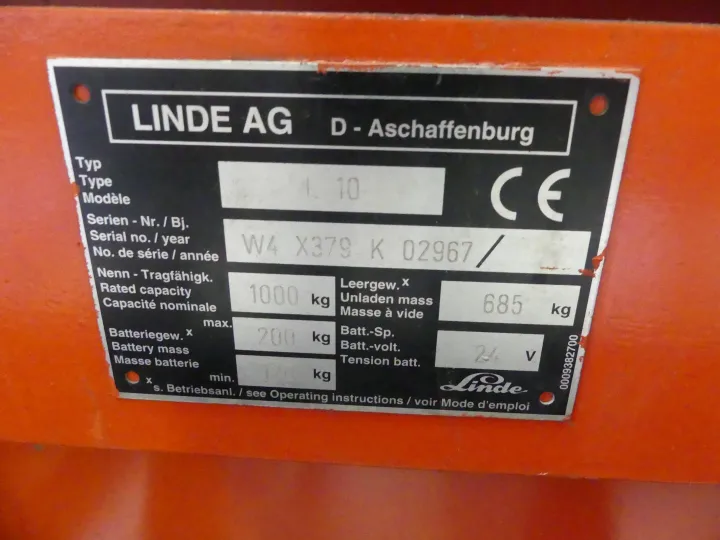 LINDE AG D - Aschaffenburg
Typ
Type
Modèle
L 10
CE
Serien - Nr. / Bj.
Serial no. / year
No. de série / année
W4 X379 K 02967 /
Nenn - Tragfähigk.
Rated capacity
Capacité nominale
1000 kg
Leergew. x
Unladen mass
Masse à vide
685 kg
max.
Batteriegew. x
Battery mass
Masse batterie
200 kg
min.
kg
Batt.-Sp.
Batt.-volt.
Tension batt.
24 V
Linde
0009382700
x s. Betriebsanl. / see Operating instructions / voir Mode d'emploi